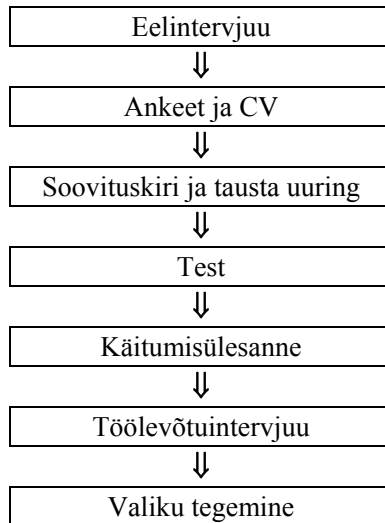 Eelintervjuu
⇓
Ankeet ja CV
⇓
Soovituskiri ja tausta uuring
⇓
Test
⇓
Käitumisülesanne
⇓
Töölevõtuintervjuu
⇓
Valiku tegemine